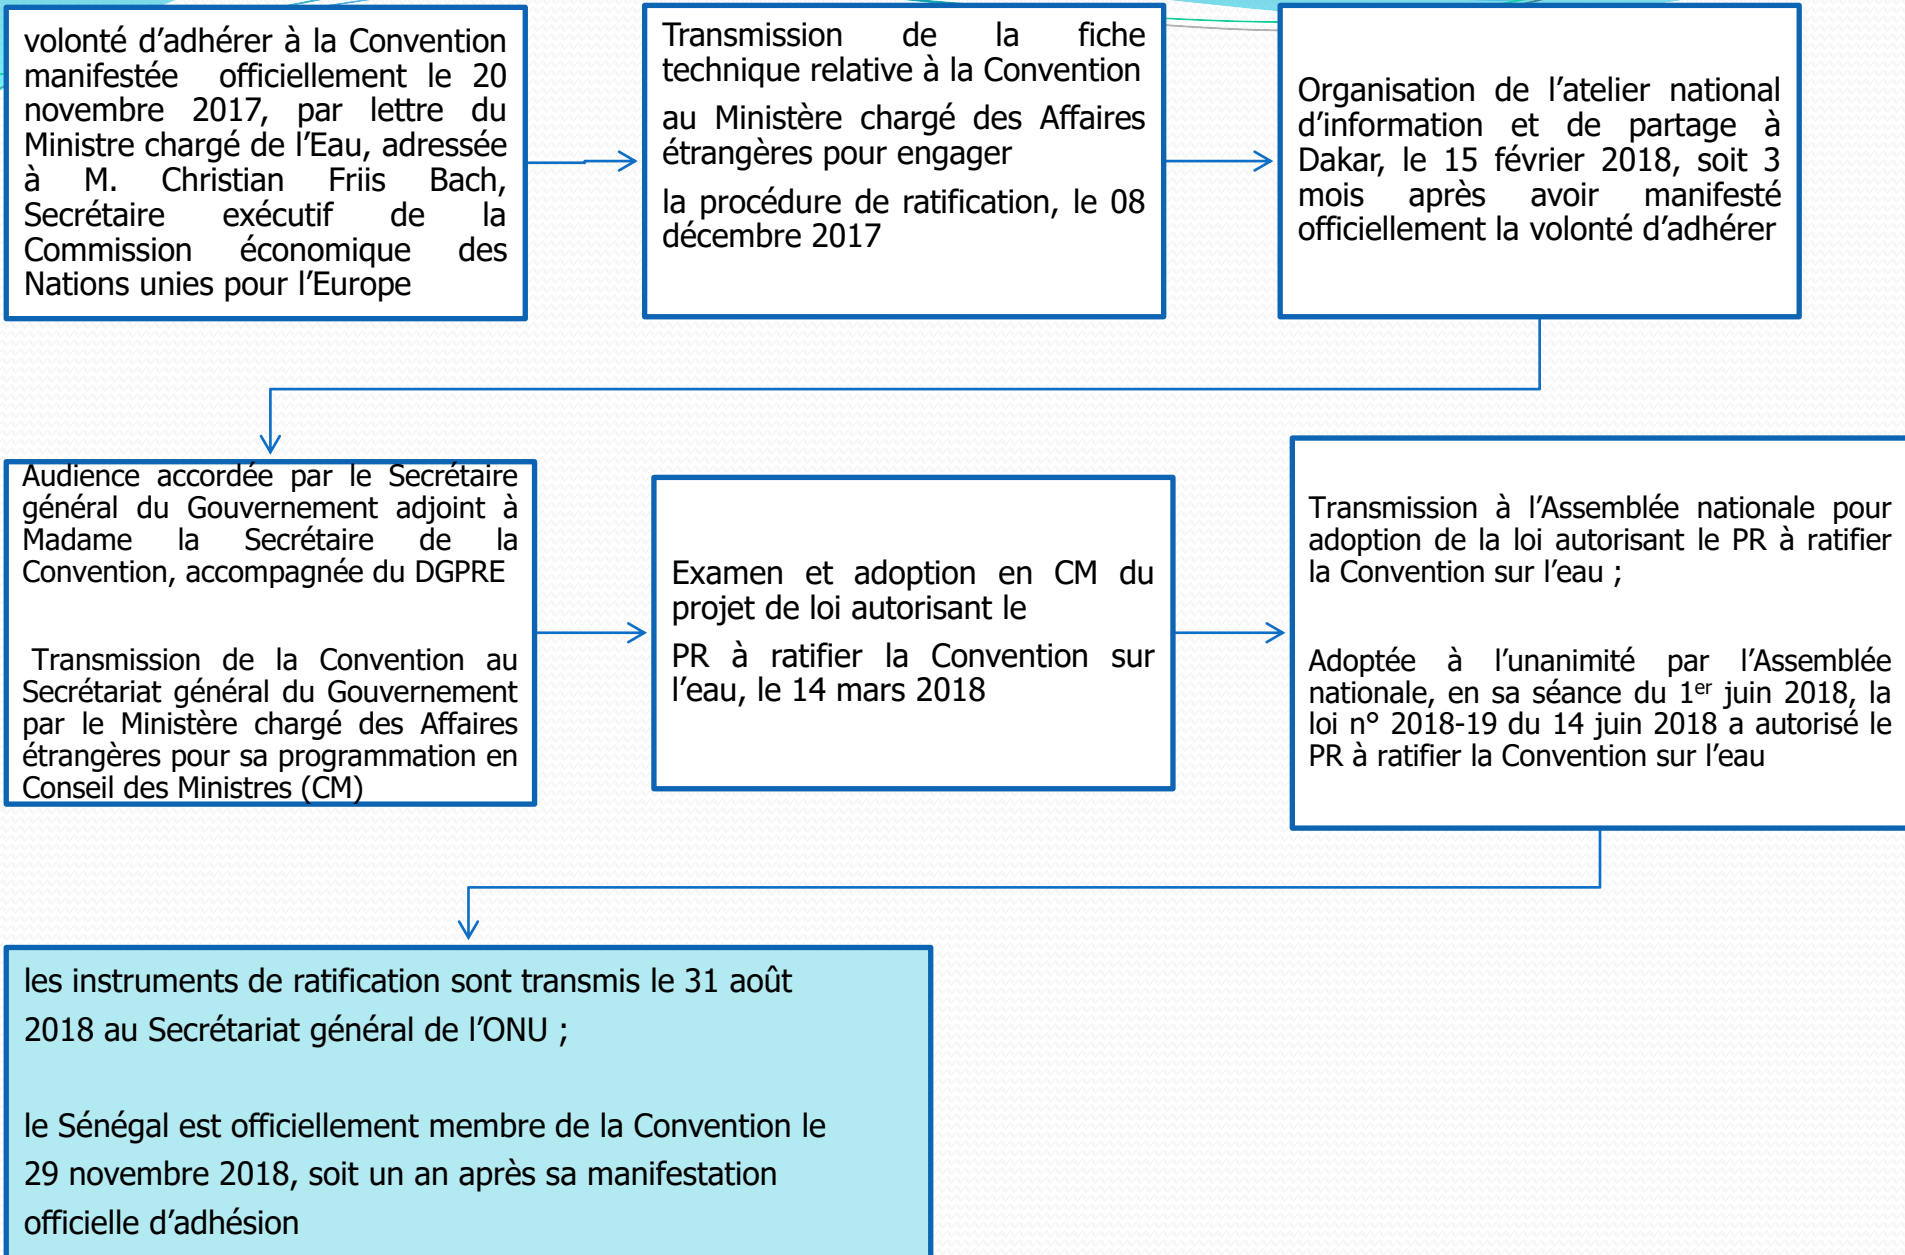 volonté d’adhérer à la Convention
manifestée officiellement le 20
novembre 2017, par lettre du
Ministre chargé de l’Eau, adressée
à M. Christian Friis Bach,
Secrétaire exécutif de la
Commission économique des
Nations unies pour l’Europe
Transmission de la fiche
technique relative à la Convention
au Ministère chargé des Affaires
étrangères pour engager
la procédure de ratification, le 08
décembre 2017
Organisation de l’atelier national
d’information et de partage à
Dakar, le 15 février 2018, soit 3
mois après avoir manifesté
officiellement la volonté d’adhérer
Audience accordée par le Secrétaire
général du Gouvernement adjoint à
Madame la Secrétaire de la
Convention, accompagnée du DGPRE
Transmission de la Convention au
Secrétariat général du Gouvernement
par le Ministère chargé des Affaires
étrangères pour sa programmation en
Conseil des Ministres (CM)
Examen et adoption en CM du
projet de loi autorisant le
PR à ratifier la Convention sur
l’eau, le 14 mars 2018
Transmission à l’Assemblée nationale pour
adoption de la loi autorisant le PR à ratifier
la Convention sur l’eau ;
Adoptée à l’unanimité par l’Assemblée
nationale, en sa séance du 1er juin 2018, la
loi n° 2018-19 du 14 juin 2018 a autorisé le
PR à ratifier la Convention sur l’eau
les instruments de ratification sont transmis le 31 août
2018 au Secrétariat général de l’ONU ;
le Sénégal est officiellement membre de la Convention le
29 novembre 2018, soit un an après sa manifestation
officielle d’adhésion